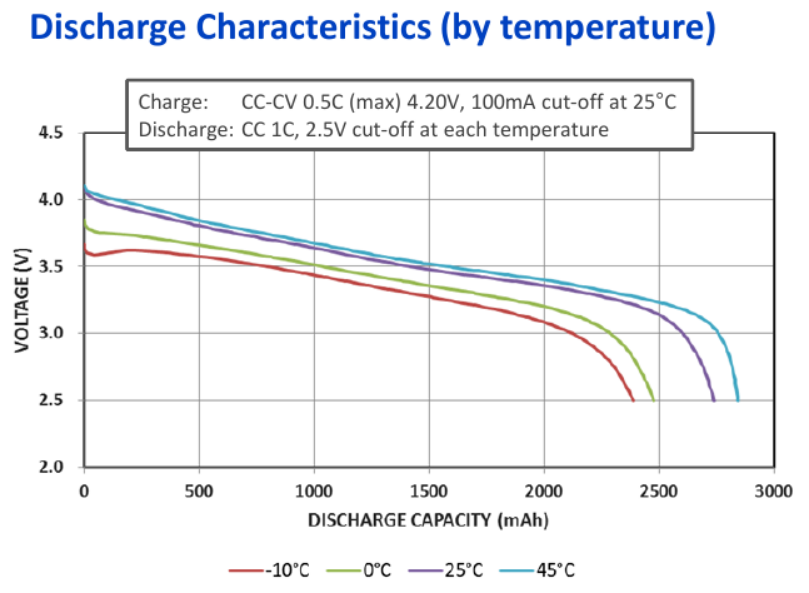 Discharge Characteristics (by temperature)
Charge: CC-CV 0.5C (max) 4.20V, 100mA cut-off at 25°C
Discharge: CC 1C, 2.5V cut-off at each temperature
4.5
4.0
3.5
3.0
2.5
2.0
VOLTAGE (V)
0 500 1000 1500 2000 2500 3000
DISCHARGE CAPACITY (mAh)
-10°C 0°C 25°C 45°C